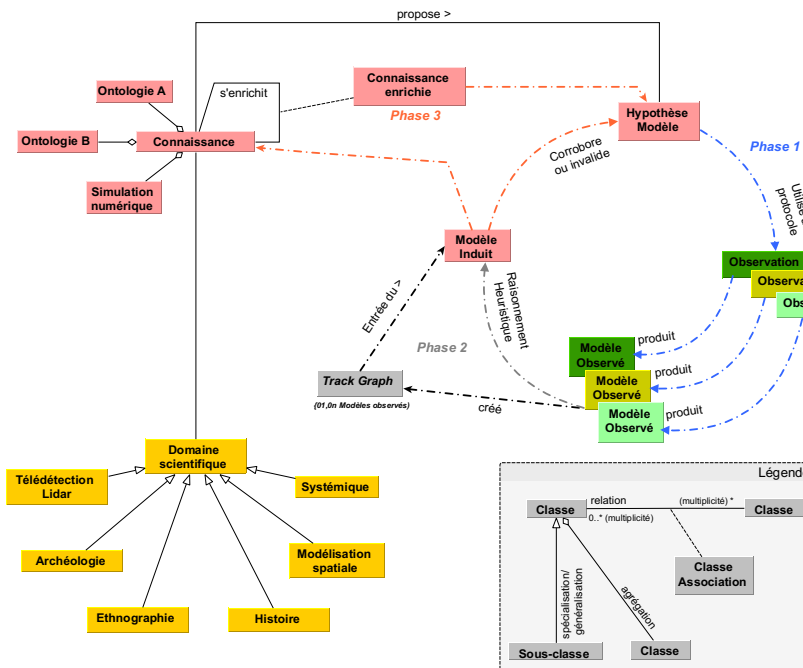 propose >
Ontologie A
s'enrichit
Connaissance
enrichie
Phase 3
Hypothèse
Modèle
Ontologie B
Connaissance
Corrobore
ou invalide
Phase 1
Simulation
numérique
Utilise
protocole
Modèle
Induit
Observation
Observa
Obs
Entrée du >
Raisonnement
Heuristique
Phase 2
Modèle
Observé
produit
Track Graph
{01,0n Modèles observés}
Modèle
Observé
produit
créé
Modèle
Observé
produit
Domaine
scientifique
Télédétection
Lidar
Systémique
Archéologie
Modélisation
spatiale
Ethnographie
Histoire
Légende
Classe
relation
0..* (multiplicité)
(multiplicité) *
Classe
Classe
Association
spécialisation/
généralisation
agrégation
Sous-classe
Classe